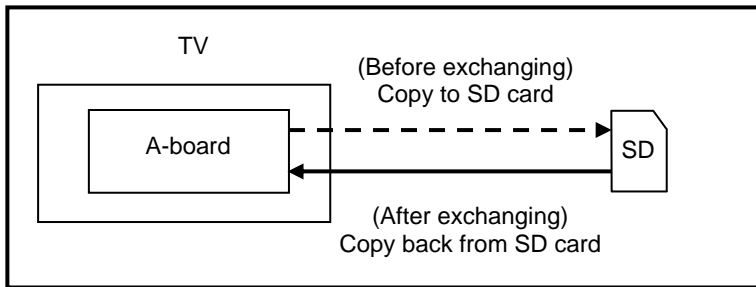 TV
(Before exchanging)
Copy to SD card
A-board
SD
(After exchanging)
Copy back from SD card